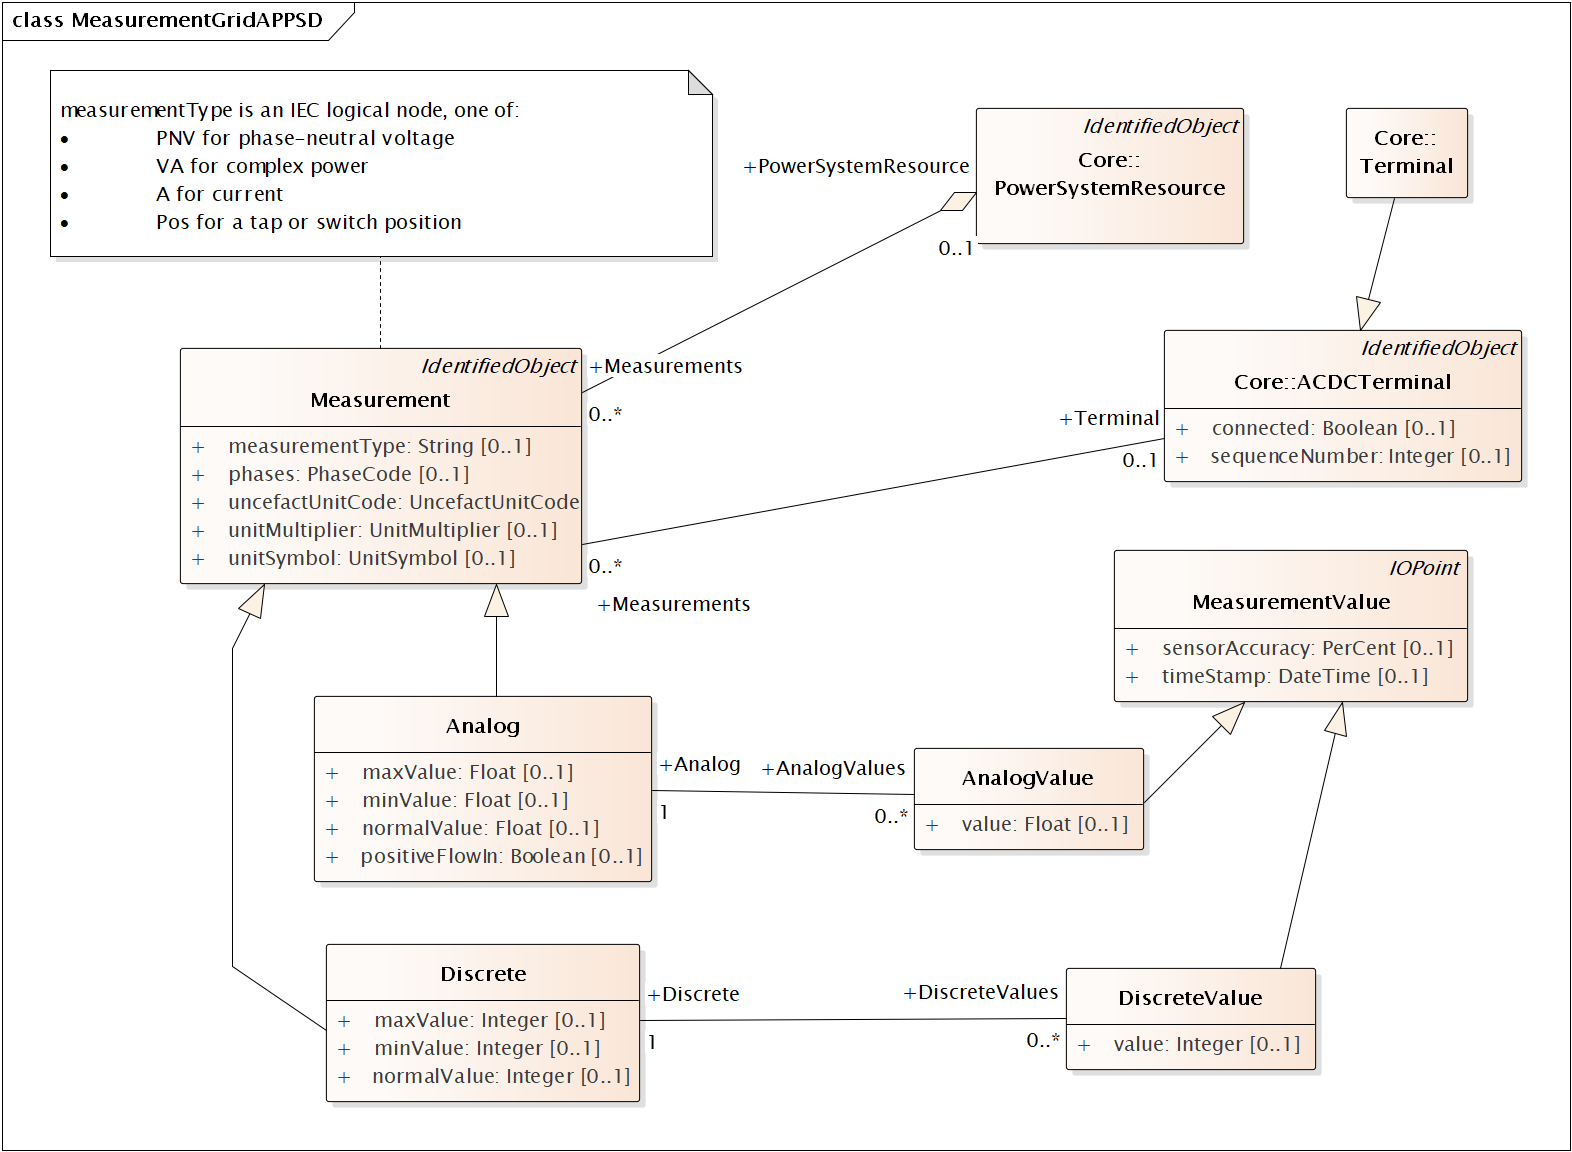 class MeasurementGridAPPSD
measurementType is an IEC logical node, one of:
• PNV for phase-neutral voltage
• VA for complex power
• A for current
• Pos for a tap or switch position
IdentifiedObject
Core::
PowerSystemResource
+PowerSystemResource
0..1
Core::
Terminal
IdentifiedObject
Measurement
+ measurementType: String [0..1]
+ phases: PhaseCode [0..1]
+ uncefactUnitCode: UncefactUnitCode
+ unitMultiplier: UnitMultiplier [0..1]
+ unitSymbol: UnitSymbol [0..1]
+Measurements
0..*
IdentifiedObject
Core::ACDCTerminal
+ connected: Boolean [0..1]
+ sequenceNumber: Integer [0..1]
+Terminal
0..1
0..*
+Measurements
IOPoint
MeasurementValue
+ sensorAccuracy: PerCent [0..1]
+ timeStamp: DateTime [0..1]
Analog
+ maxValue: Float [0..1]
+ minValue: Float [0..1]
+ normalValue: Float [0..1]
+ positiveFlowIn: Boolean [0..1]
+Analog
1
+AnalogValues
0..*
AnalogValue
+ value: Float [0..1]
Discrete
+ maxValue: Integer [0..1]
+ minValue: Integer [0..1]
+ normalValue: Integer [0..1]
+Discrete
1
+DiscreteValues
0..*
DiscreteValue
+ value: Integer [0..1]